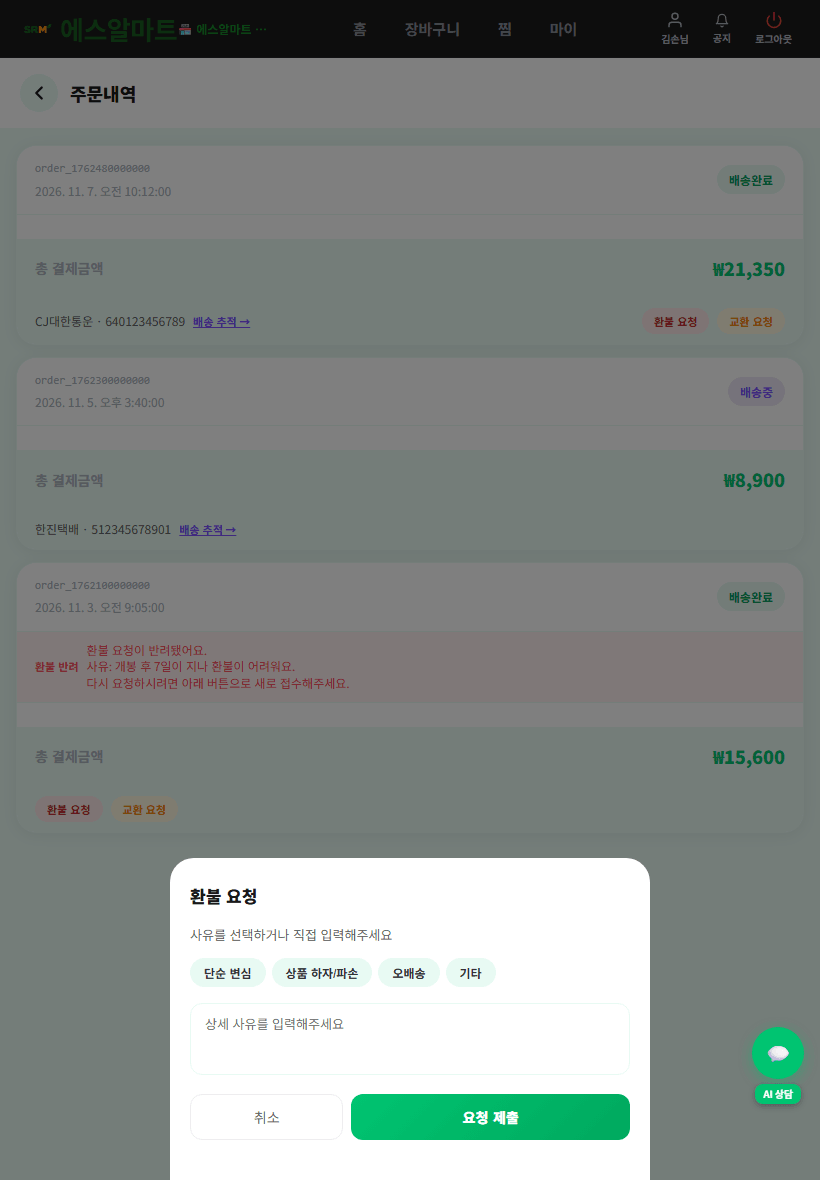 SRM 에스알마트 에스알마트 ...
홈 장바구니 찜 마이
김손님 공지 로그아웃
주문내역
order_1762480000000
2026. 11. 7. 오전 10:12:00
배송완료
총 결제금액 ₩21,350
CJ대한통운 · 640123456789 배송 추적 →
환불 요청 교환 요청
order_1762300000000
2026. 11. 5. 오후 3:40:00
배송중
총 결제금액 ₩8,900
한진택배 · 512345678901 배송 추적 →
order_1762100000000
2026. 11. 3. 오전 9:05:00
배송완료
환불 반려
환불 요청이 반려됐어요.
사유: 개봉 후 7일이 지나 환불이 어려워요.
다시 요청하시려면 아래 버튼으로 새로 접수해주세요.
총 결제금액 ₩15,600
환불 요청 교환 요청
환불 요청
사유를 선택하거나 직접 입력해주세요
단순 변심 상품 하자/파손 오배송 기타
상세 사유를 입력해주세요
취소 요청 제출
AI 상담